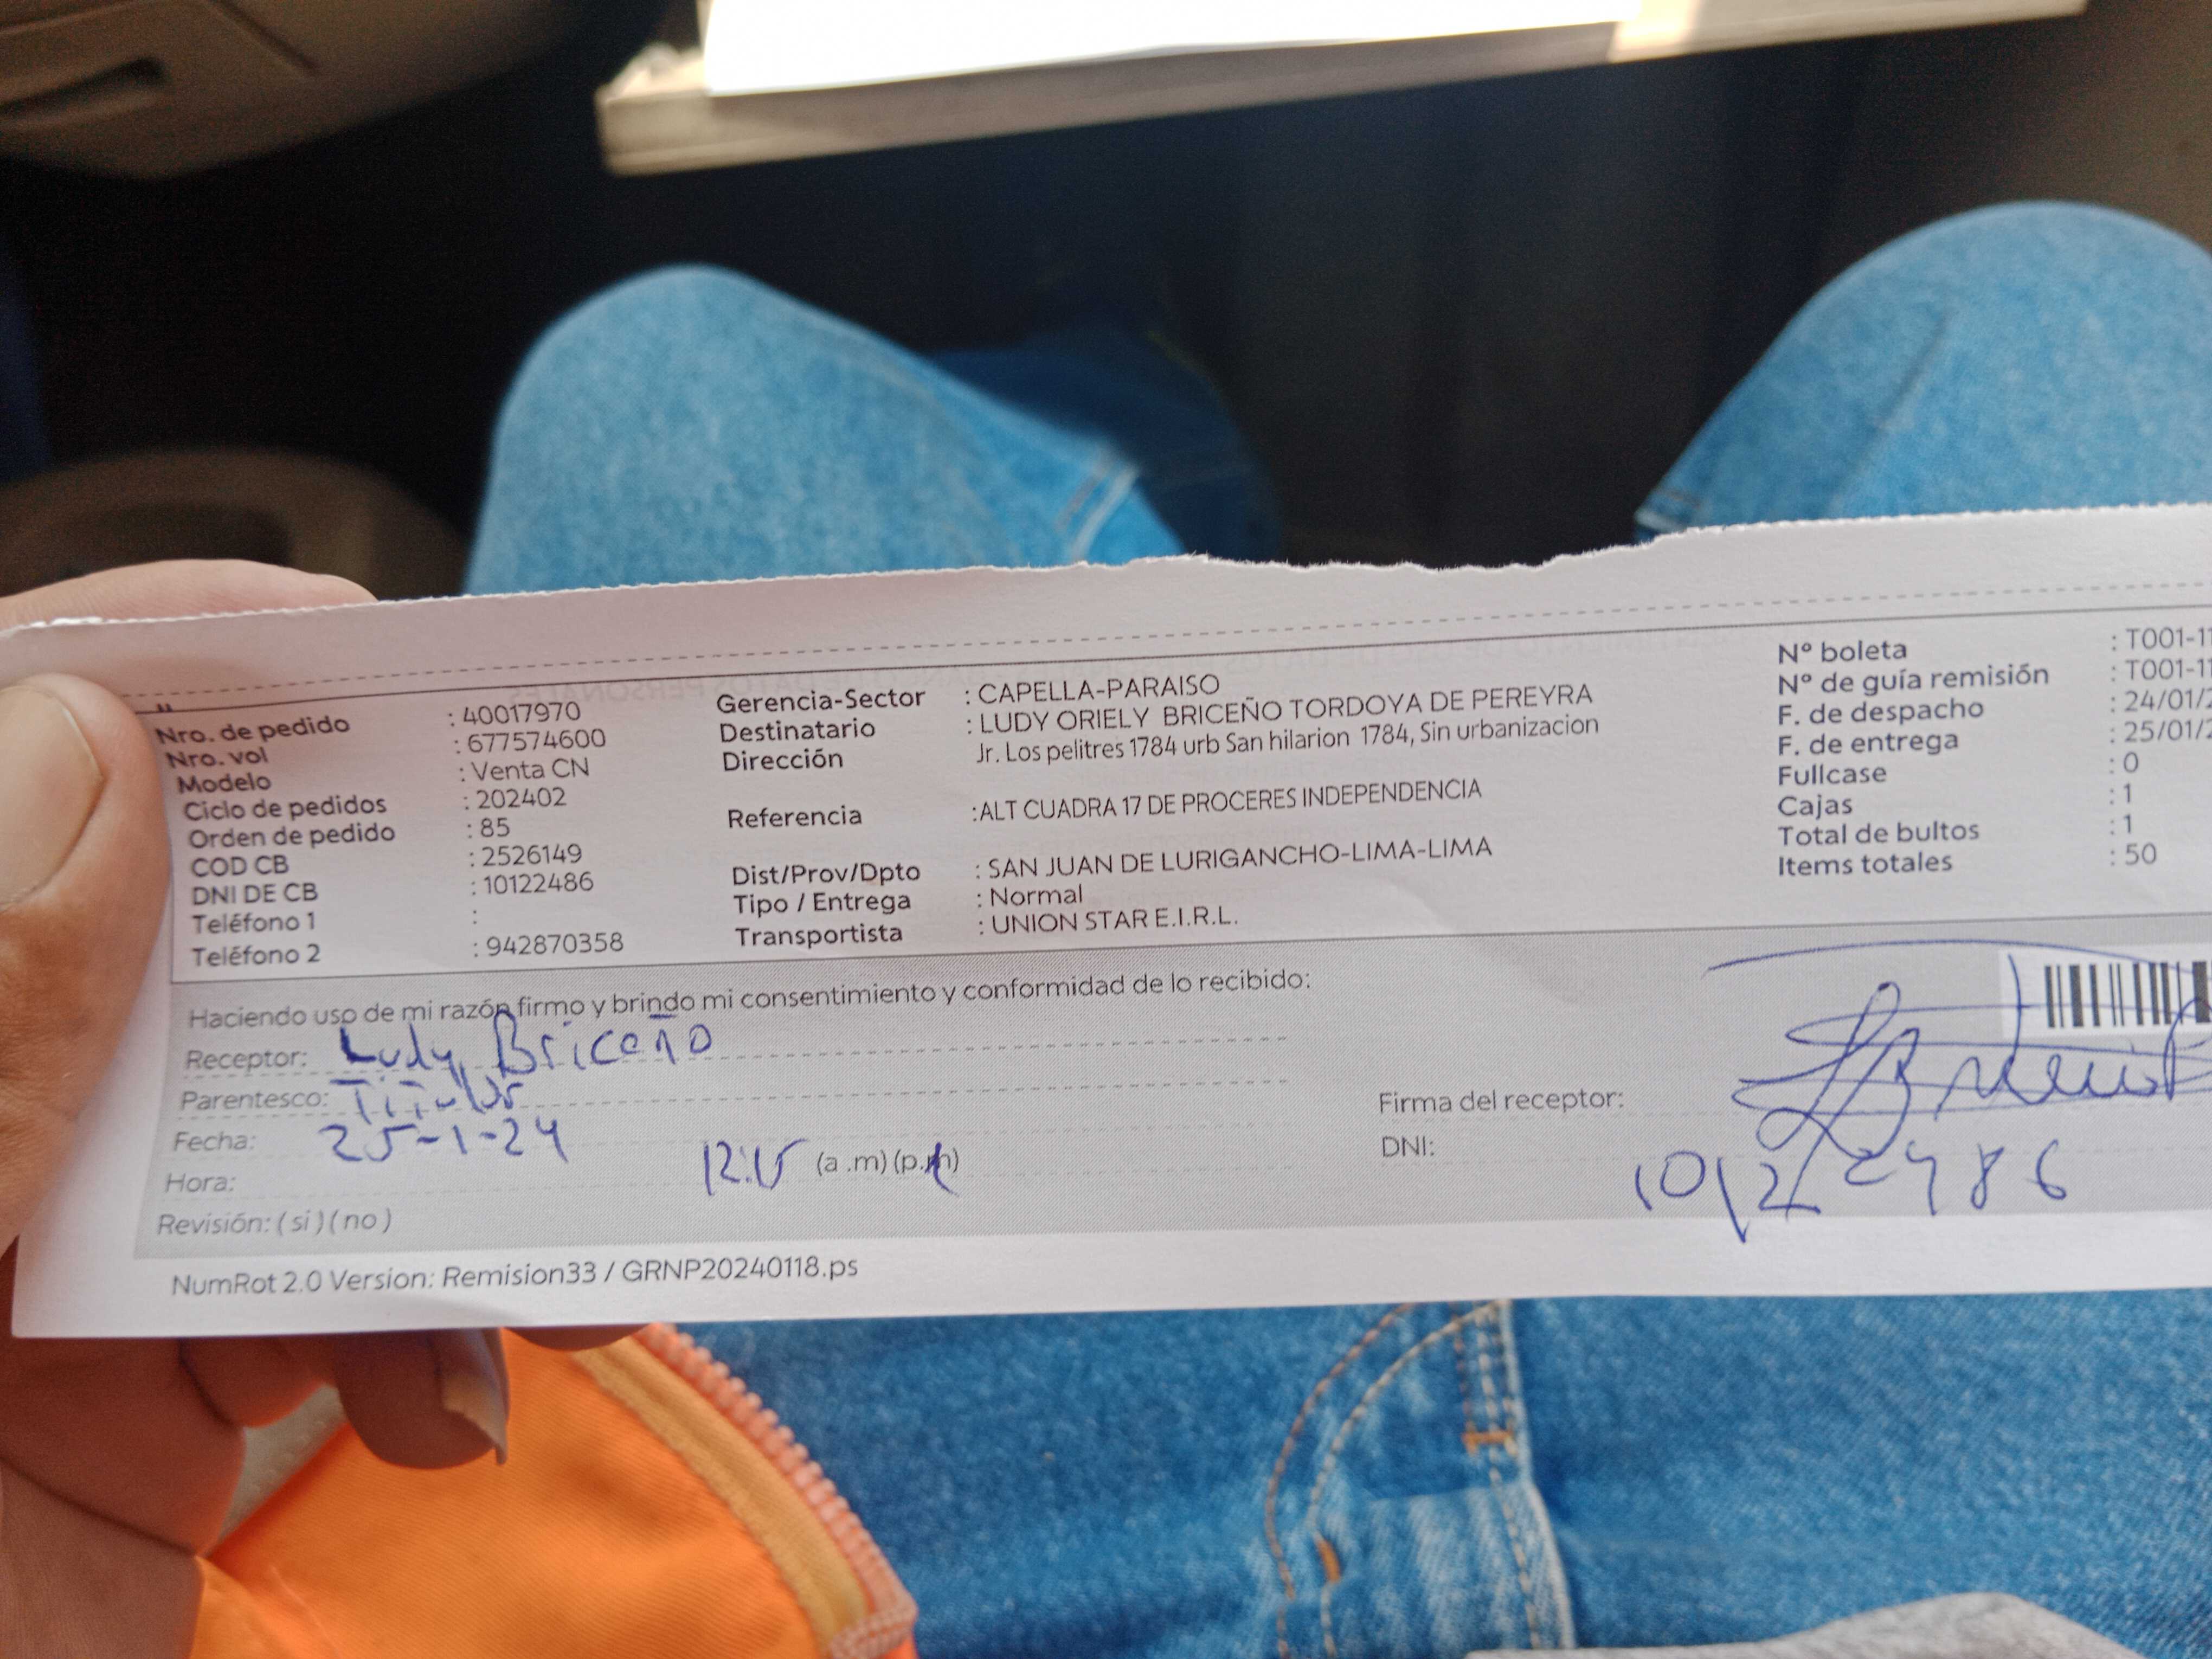 Nro. de pedido : 40017970
Nro. vol : 677574600
Modelo : Venta CN
Ciclo de pedidos : 202402
Orden de pedido : 85
COD CB : 2526149
DNI DE CB : 10122486
Teléfono 1 :
Teléfono 2 : 942870358
Gerencia-Sector : CAPELLA-PARAISO
Destinatario : LUDY ORIELY BRICEÑO TORDOYA DE PEREYRA
Dirección Jr. Los pelitres 1784 urb San hilarion 1784, Sin urbanizacion
Referencia :ALT CUADRA 17 DE PROCERES INDEPENDENCIA
Dist/Prov/Dpto : SAN JUAN DE LURIGANCHO-LIMA-LIMA
Tipo / Entrega : Normal
Transportista : UNION STAR E.I.R.L.
Nº boleta : T001-11
Nº de guía remisión : T001-11
F. de despacho : 24/01/2
F. de entrega : 25/01/2
Fullcase : 0
Cajas : 1
Total de bultos : 1
Items totales : 50
Haciendo uso de mi razón firmo y brindo mi consentimiento y conformidad de lo recibido:
Receptor: Ludy Briceño
Parentesco: Titular
Fecha: 25-1-24
Hora: 12:15 (a .m) (p.m)
Revisión: ( si ) ( no )
Firma del receptor:
DNI: 10122486
NumRot 2.0 Version: Remision33 / GRNP20240118.ps